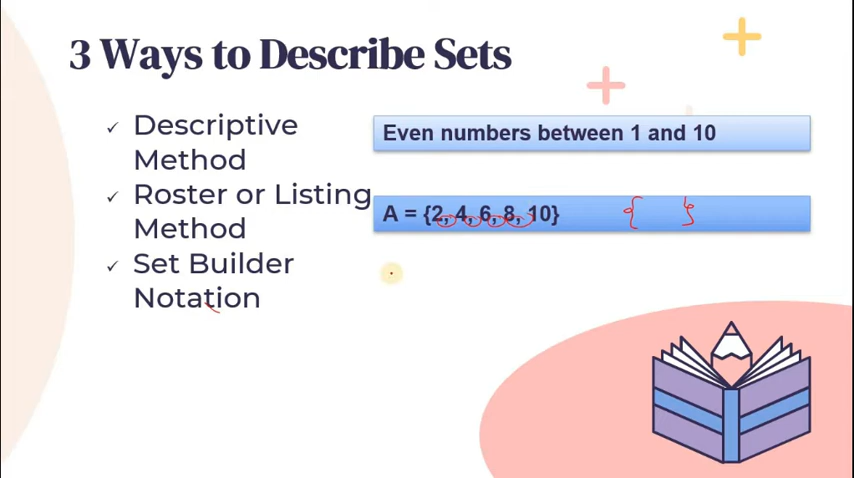 3 Ways to Describe Sets
✓ Descriptive
Method
Even numbers between 1 and 10
✓ Roster or Listing
Method
A = {2, 4, 6, 8, 10}
{ }
✓ Set Builder
Notation